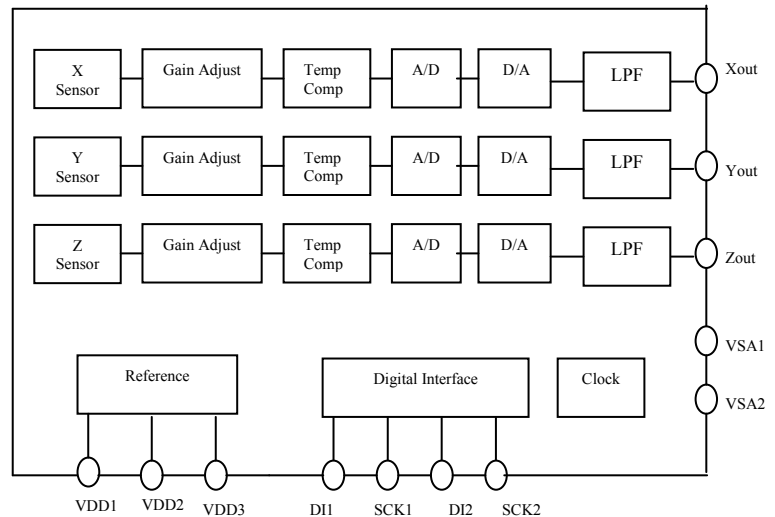 X
Sensor
Gain Adjust
Temp
Comp
A/D
D/A
LPF
Xout
Y
Sensor
Gain Adjust
Temp
Comp
A/D
D/A
LPF
Yout
Z
Sensor
Gain Adjust
Temp
Comp
A/D
D/A
LPF
Zout
VSA1
VSA2
Reference
Digital Interface
Clock
VDD1
VDD2
VDD3
DI1
SCK1
DI2
SCK2